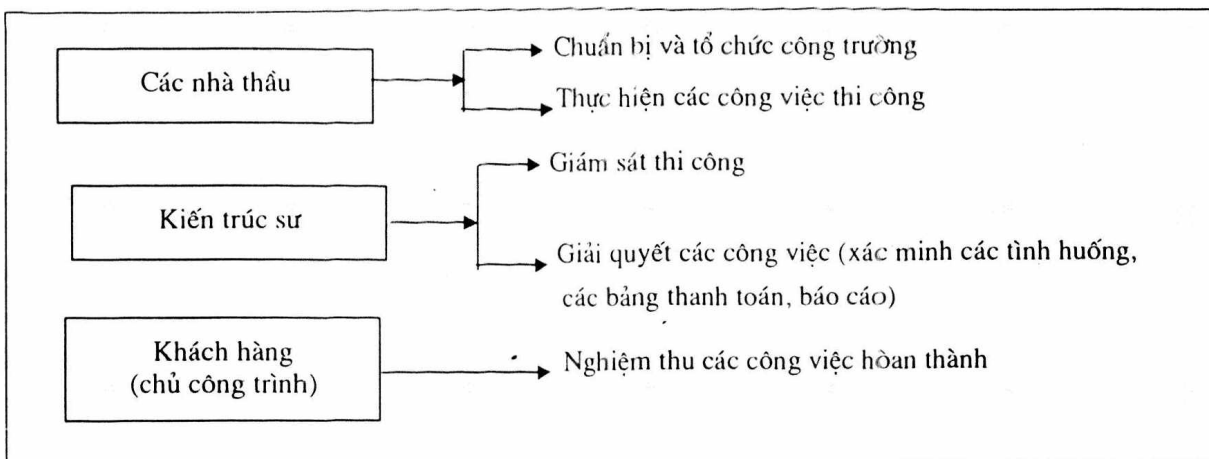 Các nhà thầu
Chuẩn bị và tổ chức công trường
Thực hiện các công việc thi công
Kiến trúc sư
Giám sát thi công
Giải quyết các công việc (xác minh các tình huống,
các bảng thanh toán, báo cáo)
Khách hàng
(chủ công trình)
Nghiệm thu các công việc hòan thành